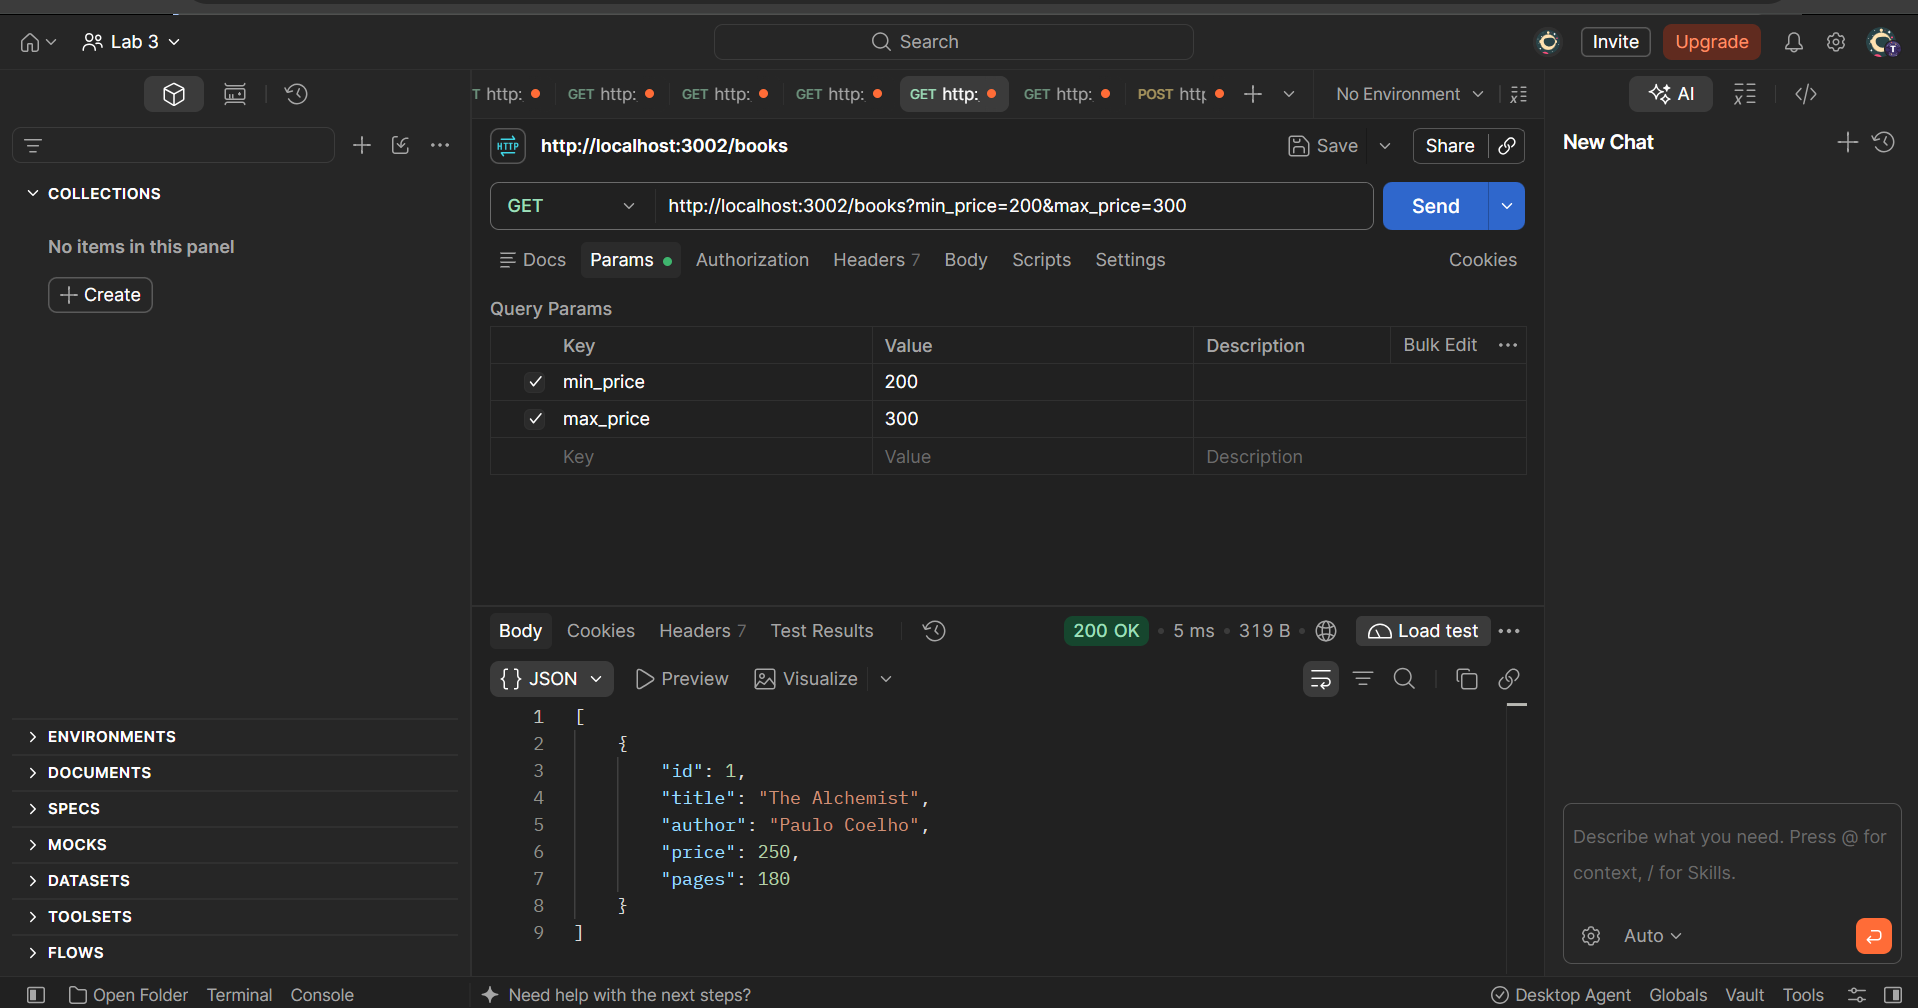 Lab 3
Search
Invite
Upgrade
T http:
GET http:
GET http:
GET http:
GET http:
GET http:
POST http
No Environment
AI
HTTP
http://localhost:3002/books
Save
Share
New Chat
COLLECTIONS
GET
http://localhost:3002/books?min_price=200&max_price=300
Send
No items in this panel
Create
Docs
Params
Authorization
Headers 7
Body
Scripts
Settings
Cookies
Query Params
Key
Value
Description
Bulk Edit
min_price
200
max_price
300
Key
Value
Description
Body
Cookies
Headers 7
Test Results
200 OK
5 ms
319 B
Load test
{} JSON
Preview
Visualize
1 [
2 {
3 "id": 1,
4 "title": "The Alchemist",
5 "author": "Paulo Coelho",
6 "price": 250,
7 "pages": 180
8 }
9 ]
ENVIRONMENTS
DOCUMENTS
SPECS
MOCKS
DATASETS
TOOLSETS
FLOWS
Describe what you need. Press @ for
context, / for Skills.
Auto
Open Folder
Terminal
Console
Need help with the next steps?
Desktop Agent
Globals
Vault
Tools